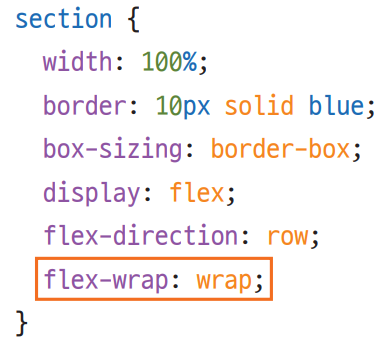 section {
  width: 100%;
  border: 10px solid blue;
  box-sizing: border-box;
  display: flex;
  flex-direction: row;
  flex-wrap: wrap;
}